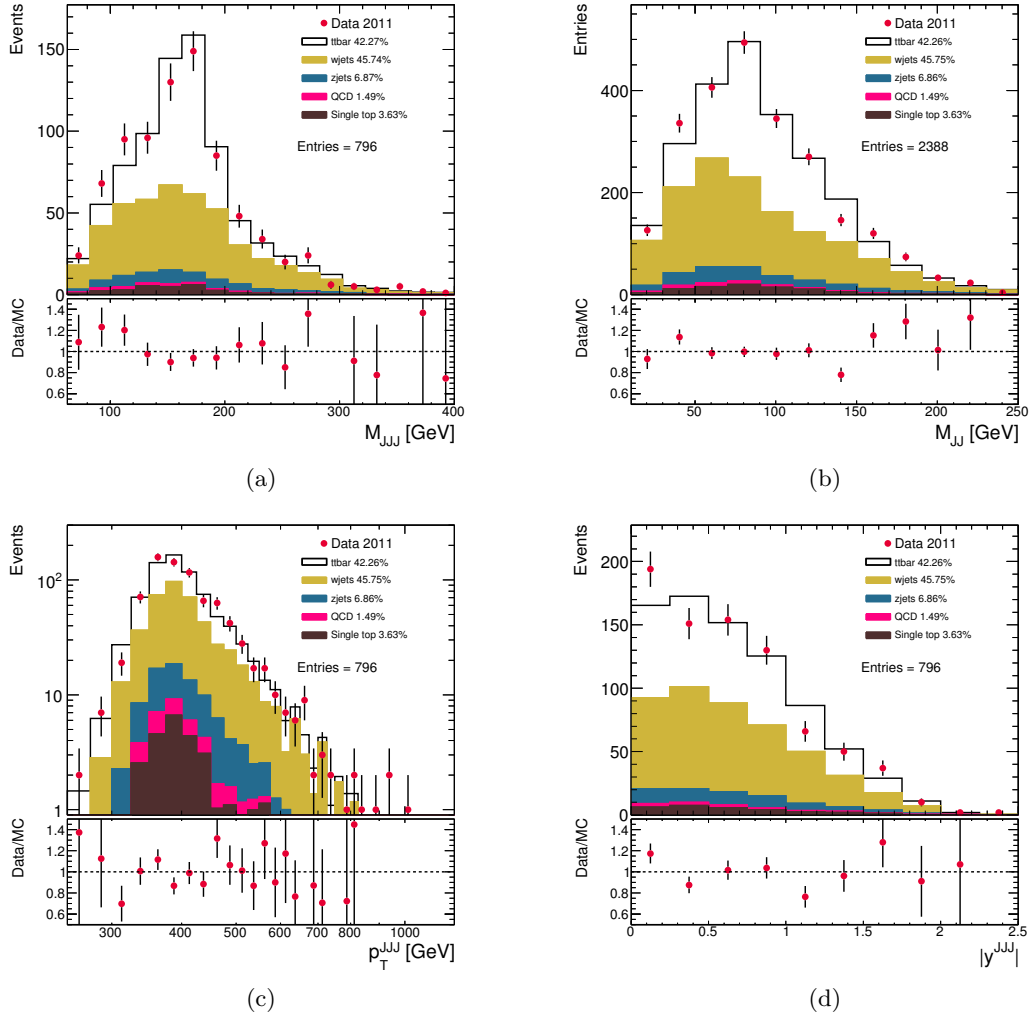 Events
150
100
50
0
Data 2011
ttbar 42.27%
wjets 45.74%
zjets 6.87%
QCD 1.49%
Single top 3.63%
Entries = 796
Data/MC
1.4
1.2
1
0.8
0.6
100 200 300 400
M_JJJ [GeV]
(a)
Entries
400
200
0
Data 2011
ttbar 42.26%
wjets 45.75%
zjets 6.86%
QCD 1.49%
Single top 3.63%
Entries = 2388
Data/MC
1.4
1.2
1
0.8
0.6
50 100 150 200 250
M_JJ [GeV]
(b)
Events
10^2
10
1
Data 2011
ttbar 42.26%
wjets 45.75%
zjets 6.86%
QCD 1.49%
Single top 3.63%
Entries = 796
Data/MC
1.4
1.2
1
0.8
0.6
300 400 500 600 700 800 1000
p_T^JJJ [GeV]
(c)
Events
200
150
100
50
0
Data 2011
ttbar 42.26%
wjets 45.75%
zjets 6.86%
QCD 1.49%
Single top 3.63%
Entries = 796
Data/MC
1.4
1.2
1
0.8
0.6
0 0.5 1 1.5 2 2.5
|y^JJJ|
(d)